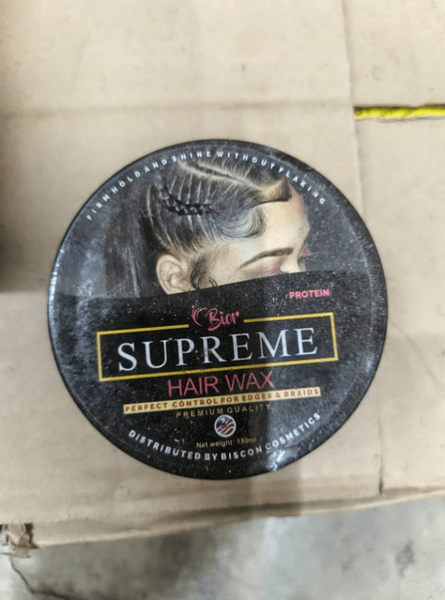 FIRM HOLD AND SHINE WITHOUT FLAKING
PROTEIN
Bior
SUPREME
HAIR WAX
PERFECT CONTROL FOR EDGES & BRAIDS
PREMIUM QUALITY
Net weight: 150ml
DISTRIBUTED BY BISCON COSMETICS